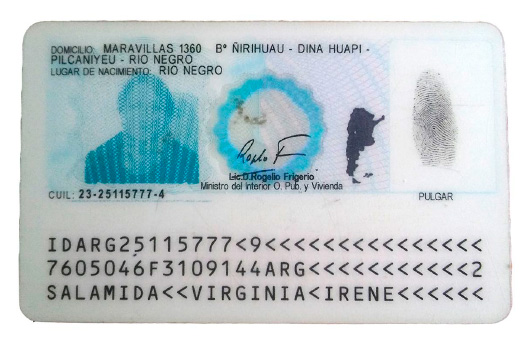 DOMICILIO: MARAVILLAS 1360 Bº ÑIRIHUAU - DINA HUAPI -
PILCANIYEU - RIO NEGRO
LUGAR DE NACIMIENTO: RIO NEGRO
Lic.D.Rogelio Frigerio
Ministro del Interior O. Pub. y Vivienda
CUIL: 23-25115777-4
PULGAR
IDARG25115777<9<<<<<<<<<<<<<<<
7605046F3109144ARG<<<<<<<<<<<2
SALAMIDA<<VIRGINIA<IRENE<<<<<<